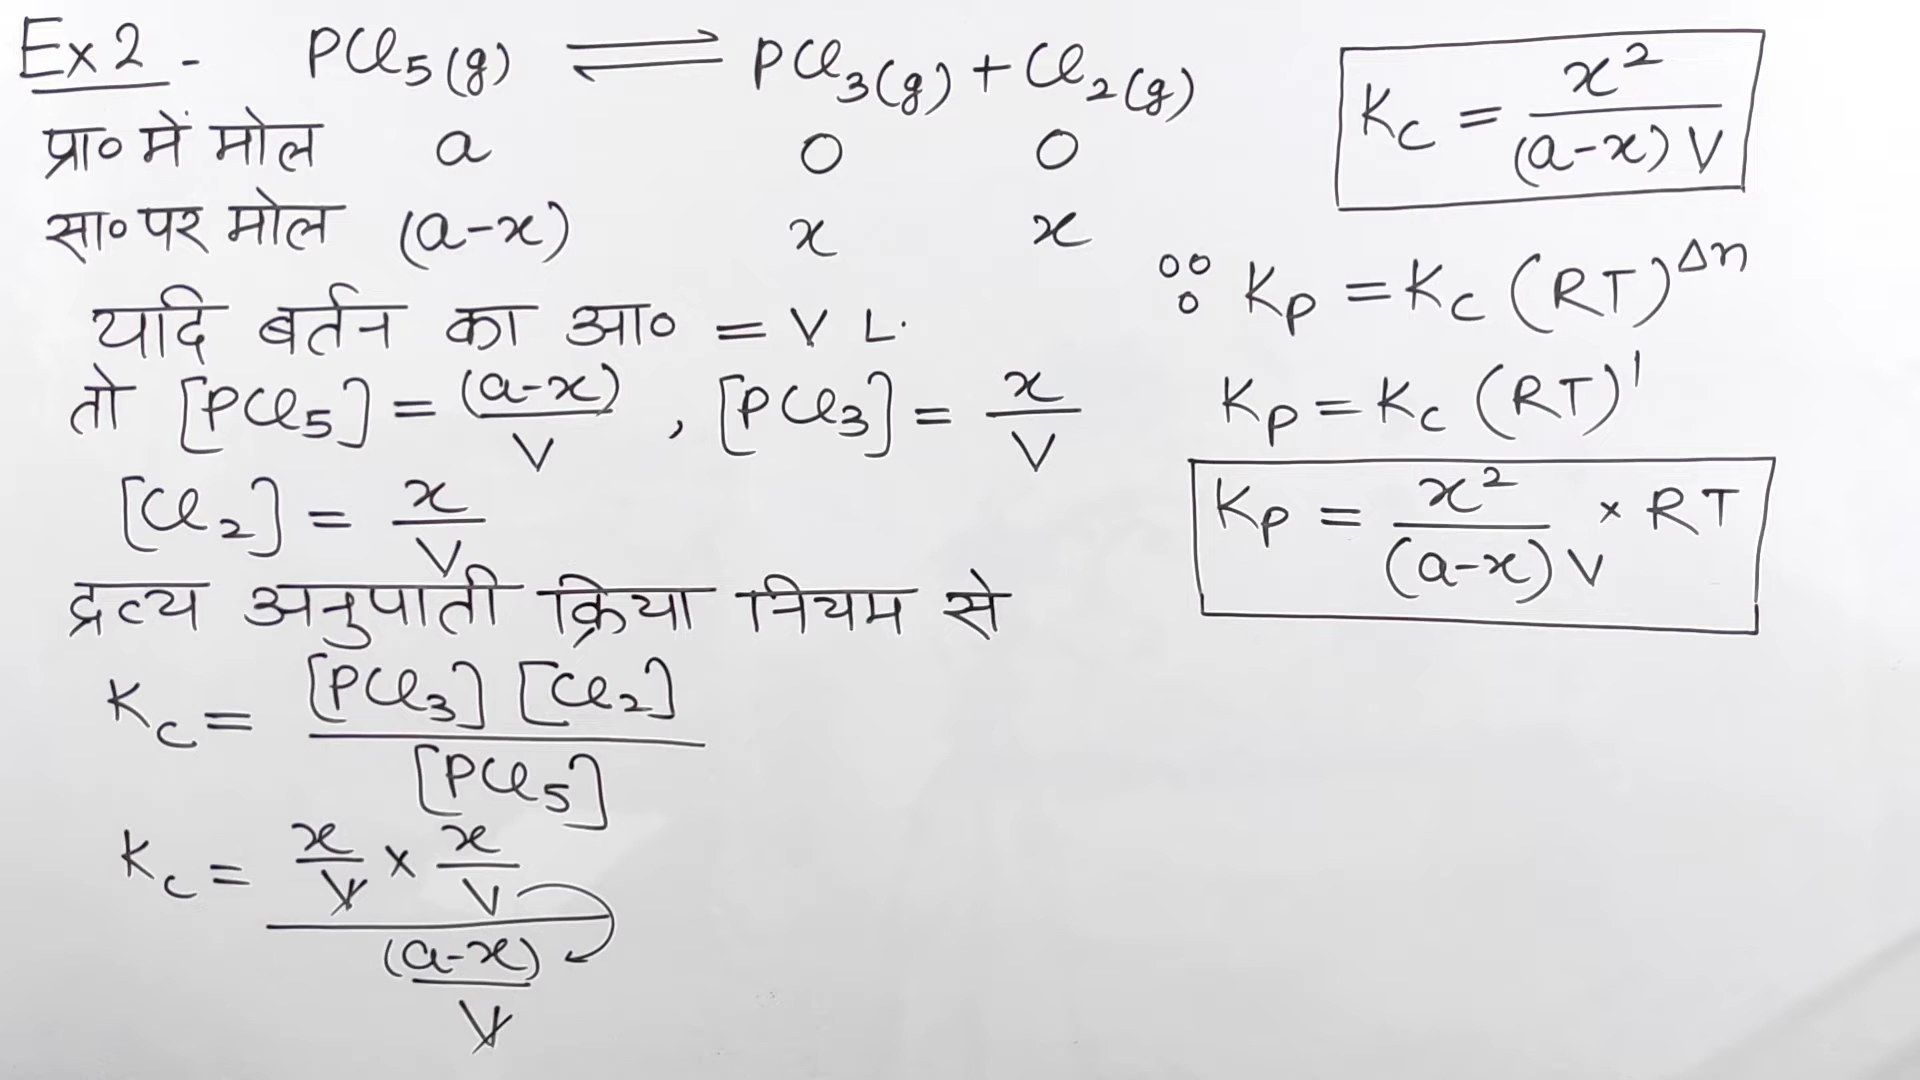 Ex 2 - PCl₅(g) ⇌ PCl₃(g) + Cl₂(g)
प्रा० में मोल a 0 0
सा० पर मोल (a-x) x x
यदि बर्तन का आ० = V L.
तो [PCl₅] = (a-x)/V , [PCl₃] = x/V
[Cl₂] = x/V
द्रव्य अनुपाती क्रिया नियम से
Kc = [PCl₃] [Cl₂] / [PCl₅]
Kc = (x/V × x/V) / ((a-x)/V)
Kc = x² / (a-x) V
∵ Kp = Kc (RT)^Δn
Kp = Kc (RT)¹
Kp = x² / (a-x) V × RT